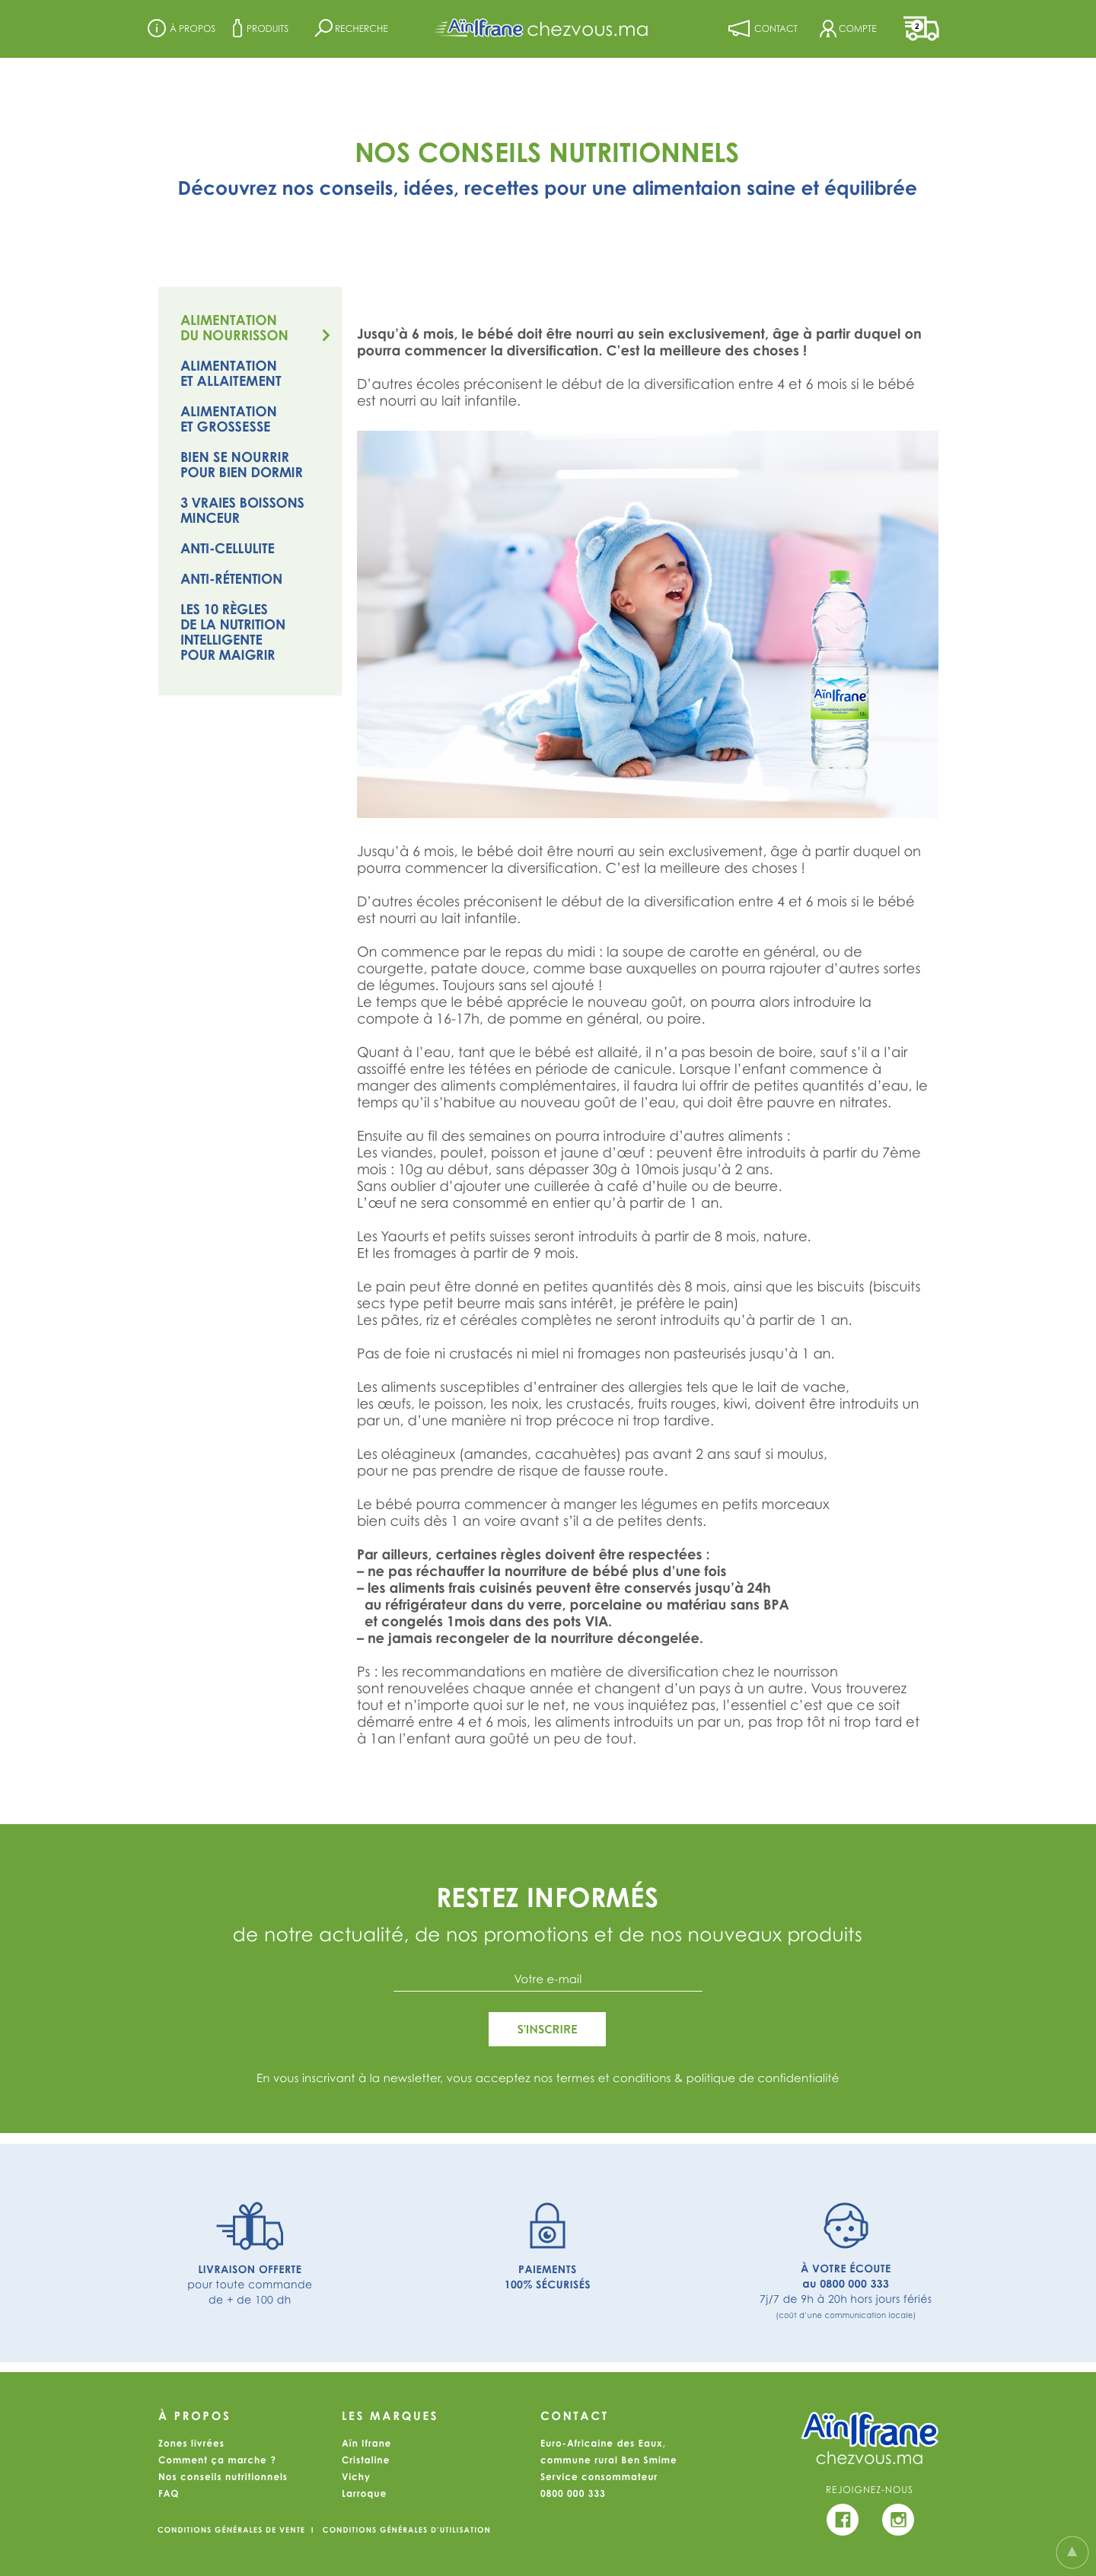 À PROPOS
PRODUITS
RECHERCHE
AïnIfrane chezvous.ma
CONTACT
COMPTE
2
NOS CONSEILS NUTRITIONNELS
Découvrez nos conseils, idées, recettes pour une alimentaion saine et équilibrée
ALIMENTATION
DU NOURRISSON
ALIMENTATION
ET ALLAITEMENT
ALIMENTATION
ET GROSSESSE
BIEN SE NOURRIR
POUR BIEN DORMIR
3 VRAIES BOISSONS
MINCEUR
ANTI-CELLULITE
ANTI-RÉTENTION
LES 10 RÈGLES
DE LA NUTRITION
INTELLIGENTE
POUR MAIGRIR
Jusqu’à 6 mois, le bébé doit être nourri au sein exclusivement, âge à partir duquel on
pourra commencer la diversification. C’est la meilleure des choses !
D’autres écoles préconisent le début de la diversification entre 4 et 6 mois si le bébé
est nourri au lait infantile.
AïnIfrane
Jusqu’à 6 mois, le bébé doit être nourri au sein exclusivement, âge à partir duquel on
pourra commencer la diversification. C’est la meilleure des choses !
D’autres écoles préconisent le début de la diversification entre 4 et 6 mois si le bébé
est nourri au lait infantile.
On commence par le repas du midi : la soupe de carotte en général, ou de
courgette, patate douce, comme base auxquelles on pourra rajouter d’autres sortes
de légumes. Toujours sans sel ajouté !
Le temps que le bébé apprécie le nouveau goût, on pourra alors introduire la
compote à 16-17h, de pomme en général, ou poire.
Quant à l’eau, tant que le bébé est allaité, il n’a pas besoin de boire, sauf s’il a l’air
assoiffé entre les tétées en période de canicule. Lorsque l’enfant commence à
manger des aliments complémentaires, il faudra lui offrir de petites quantités d’eau, le
temps qu’il s’habitue au nouveau goût de l’eau, qui doit être pauvre en nitrates.
Ensuite au fil des semaines on pourra introduire d’autres aliments :
Les viandes, poulet, poisson et jaune d’œuf : peuvent être introduits à partir du 7ème
mois : 10g au début, sans dépasser 30g à 10mois jusqu’à 2 ans.
Sans oublier d’ajouter une cuillerée à café d’huile ou de beurre.
L’œuf ne sera consommé en entier qu’à partir de 1 an.
Les Yaourts et petits suisses seront introduits à partir de 8 mois, nature.
Et les fromages à partir de 9 mois.
Le pain peut être donné en petites quantités dès 8 mois, ainsi que les biscuits (biscuits
secs type petit beurre mais sans intérêt, je préfère le pain)
Les pâtes, riz et céréales complètes ne seront introduits qu’à partir de 1 an.
Pas de foie ni crustacés ni miel ni fromages non pasteurisés jusqu’à 1 an.
Les aliments susceptibles d’entrainer des allergies tels que le lait de vache,
les œufs, le poisson, les noix, les crustacés, fruits rouges, kiwi, doivent être introduits un
par un, d’une manière ni trop précoce ni trop tardive.
Les oléagineux (amandes, cacahuètes) pas avant 2 ans sauf si moulus,
pour ne pas prendre de risque de fausse route.
Le bébé pourra commencer à manger les légumes en petits morceaux
bien cuits dès 1 an voire avant s’il a de petites dents.
Par ailleurs, certaines règles doivent être respectées :
– ne pas réchauffer la nourriture de bébé plus d’une fois
– les aliments frais cuisinés peuvent être conservés jusqu’à 24h
au réfrigérateur dans du verre, porcelaine ou matériau sans BPA
et congelés 1mois dans des pots VIA.
– ne jamais recongeler de la nourriture décongelée.
Ps : les recommandations en matière de diversification chez le nourrisson
sont renouvelées chaque année et changent d’un pays à un autre. Vous trouverez
tout et n’importe quoi sur le net, ne vous inquiétez pas, l’essentiel c’est que ce soit
démarré entre 4 et 6 mois, les aliments introduits un par un, pas trop tôt ni trop tard et
à 1an l’enfant aura goûté un peu de tout.
RESTEZ INFORMÉS
de notre actualité, de nos promotions et de nos nouveaux produits
Votre e-mail
S’INSCRIRE
En vous inscrivant à la newsletter, vous acceptez nos termes et conditions & politique de confidentialité
LIVRAISON OFFERTE
pour toute commande
de + de 100 dh
PAIEMENTS
100% SÉCURISÉS
À VOTRE ÉCOUTE
au 0800 000 333
7j/7 de 9h à 20h hors jours fériés
(coût d’une communication locale)
À PROPOS
Zones livrées
Comment ça marche ?
Nos conseils nutritionnels
FAQ
LES MARQUES
Aïn Ifrane
Cristaline
Vichy
Larroque
CONTACT
Euro-Africaine des Eaux,
commune rural Ben Smime
Service consommateur
0800 000 333
AïnIfrane
chezvous.ma
REJOIGNEZ-NOUS
CONDITIONS GÉNÉRALES DE VENTE I CONDITIONS GÉNÉRALES D’UTILISATION